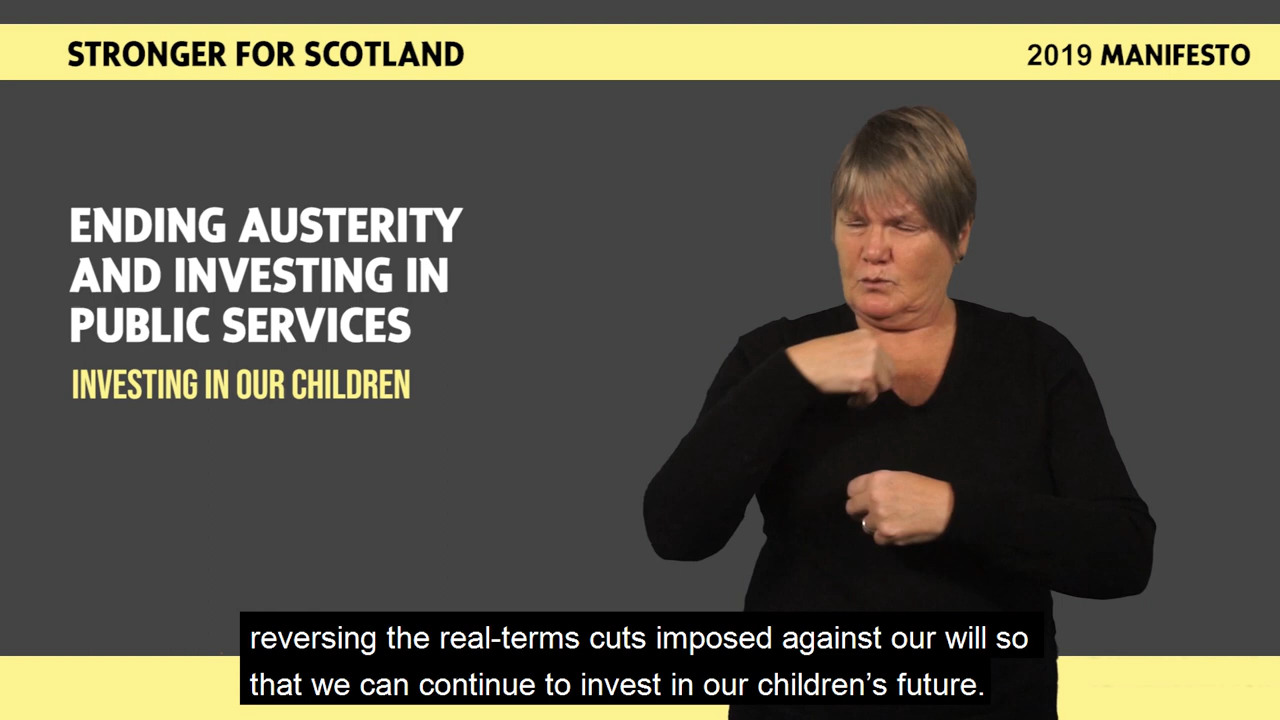 STRONGER FOR SCOTLAND
2019 MANIFESTO
ENDING AUSTERITY
AND INVESTING IN
PUBLIC SERVICES
INVESTING IN OUR CHILDREN
reversing the real-terms cuts imposed against our will so
that we can continue to invest in our children’s future.